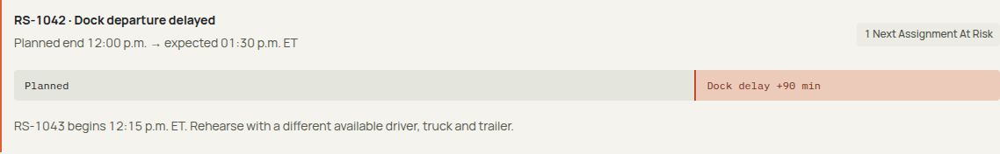 RS-1042 · Dock departure delayed
Planned end 12:00 p.m. → expected 01:30 p.m. ET
1 Next Assignment At Risk
Planned
Dock delay +90 min
RS-1043 begins 12:15 p.m. ET. Rehearse with a different available driver, truck and trailer.